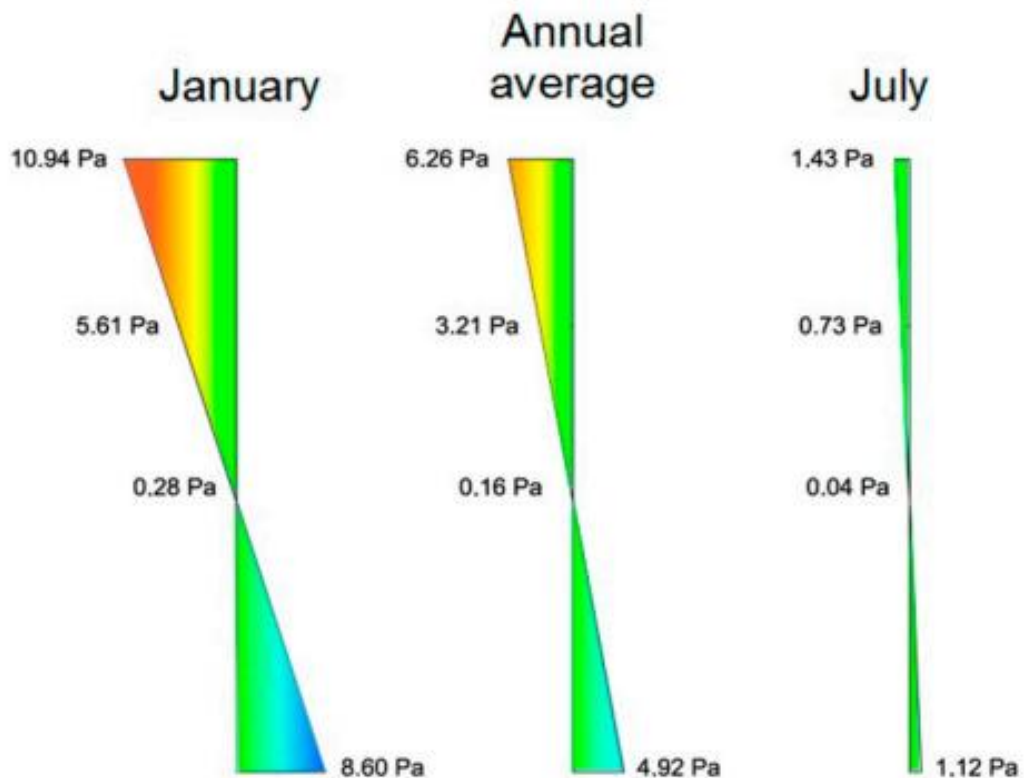 January
Annual
average
July
10.94 Pa
6.26 Pa
1.43 Pa
5.61 Pa
3.21 Pa
0.73 Pa
0.28 Pa
0.16 Pa
0.04 Pa
8.60 Pa
4.92 Pa
1.12 Pa